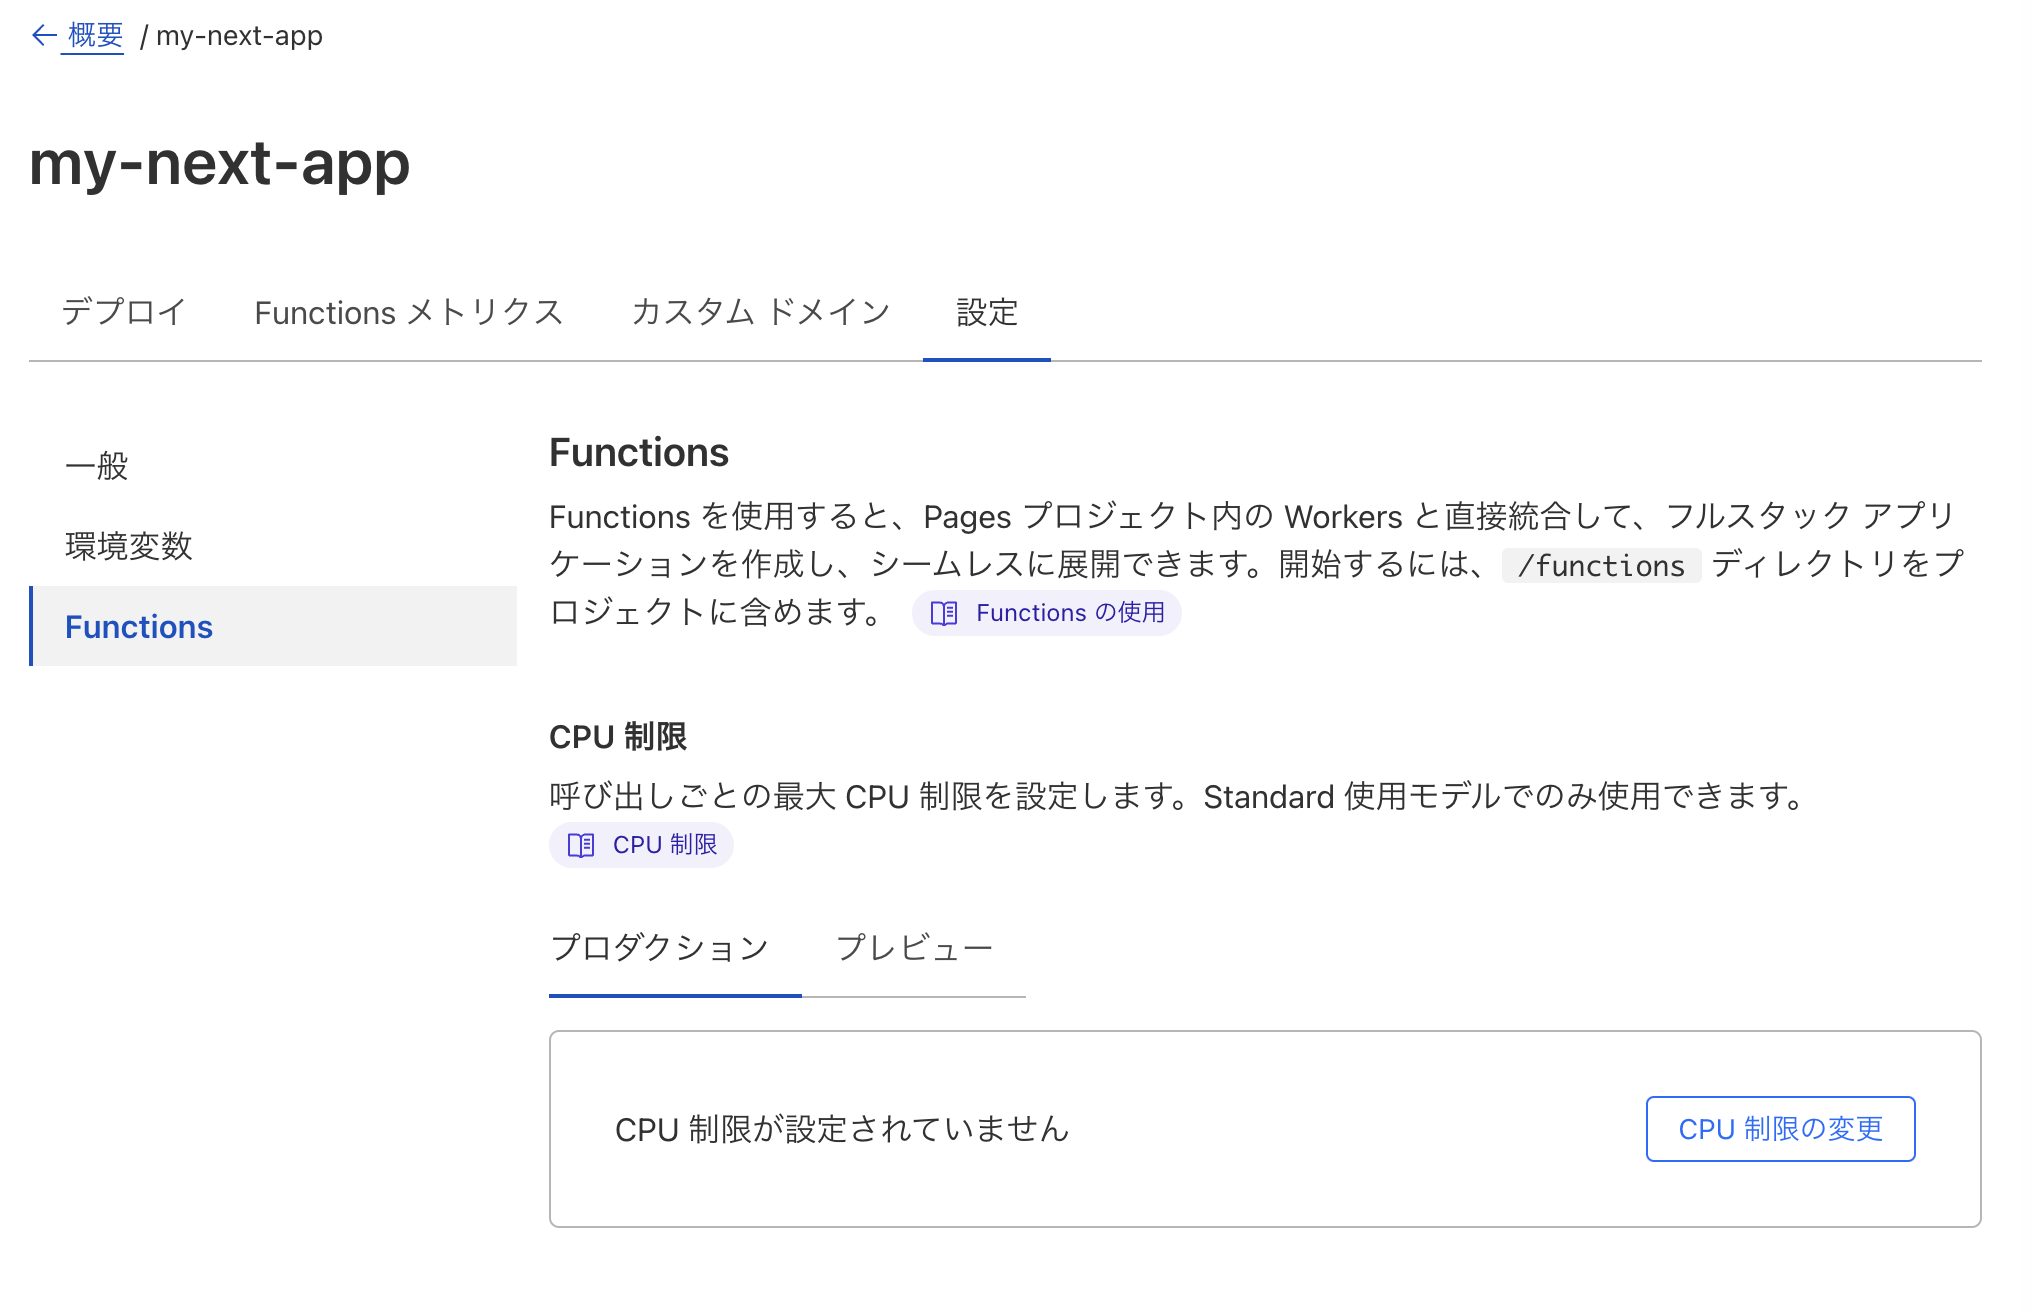 ← 概要 / my-next-app
my-next-app
デプロイ Functions メトリクス カスタム ドメイン 設定
一般
環境変数
Functions
Functions
Functions を使用すると、Pages プロジェクト内の Workers と直接統合して、フルスタック アプリ
ケーションを作成し、シームレスに展開できます。開始するには、 /functions ディレクトリをプ
ロジェクトに含めます。 Functions の使用
CPU 制限
呼び出しごとの最大 CPU 制限を設定します。Standard 使用モデルでのみ使用できます。
CPU 制限
プロダクション プレビュー
CPU 制限が設定されていません CPU 制限の変更